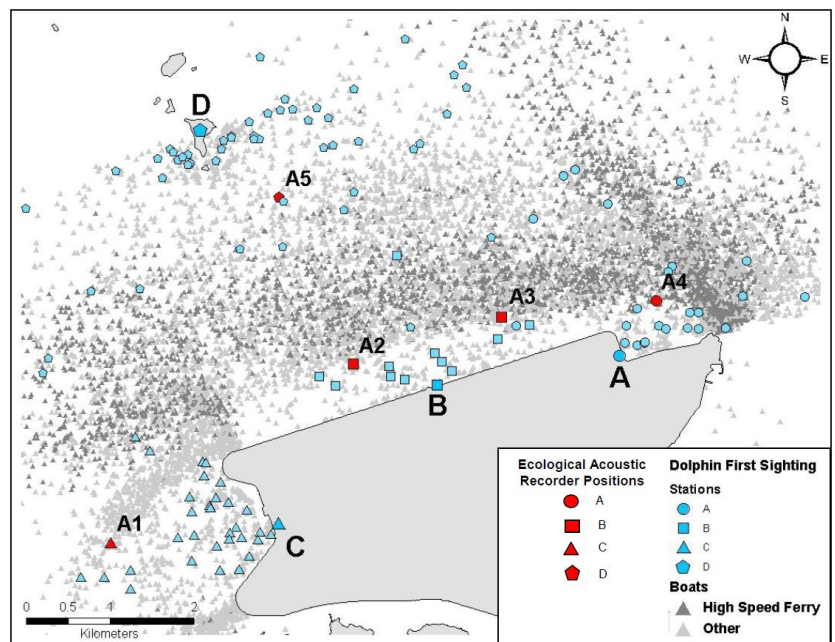 N
W E
S
D
A5
A4
A3
A2
A
B
A1
C
0 0.5 1 2
Kilometers
Ecological Acoustic
Recorder Positions
A
B
C
D
Dolphin First Sighting
Stations
A
B
C
D
Boats
High Speed Ferry
Other